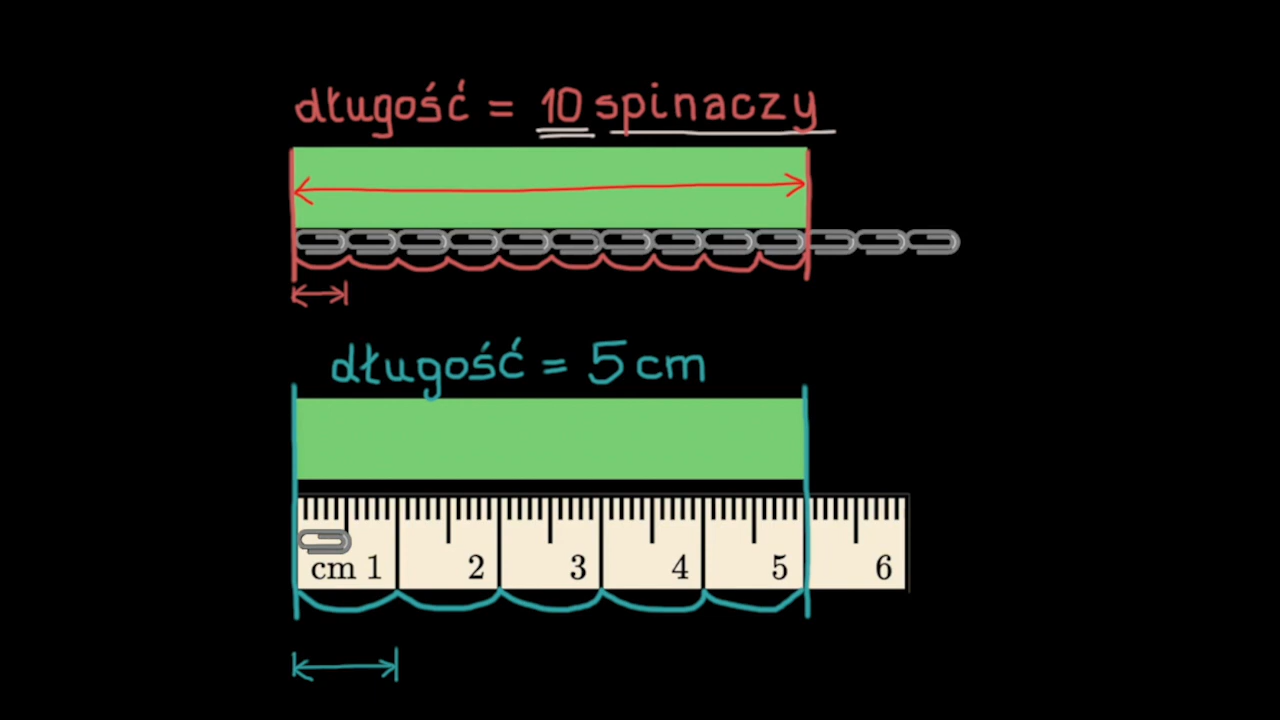 długość = 10 spinaczy
długość = 5 cm
cm 1 2 3 4 5 6